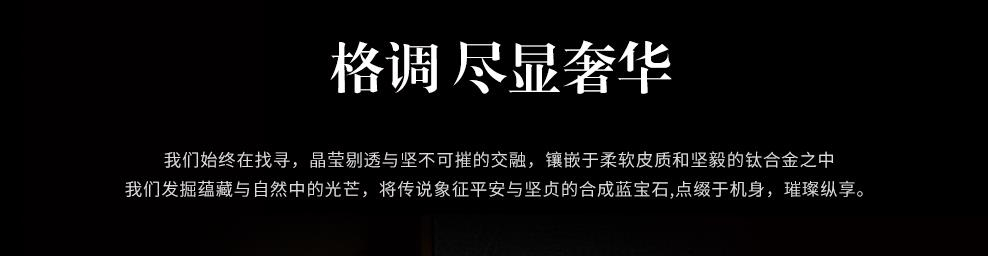 格调 尽显奢华
我们始终在找寻，晶莹剔透与坚不可摧的交融，镶嵌于柔软皮质和坚毅的钛合金之中
我们发掘蕴藏与自然中的光芒，将传说象征平安与坚贞的合成蓝宝石,点缀于机身，璀璨纵享。